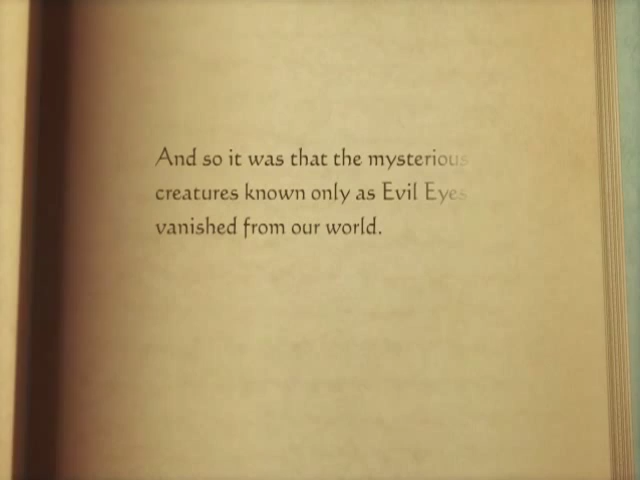 And so it was that the mysterious
creatures known only as Evil Eyes
vanished from our world.